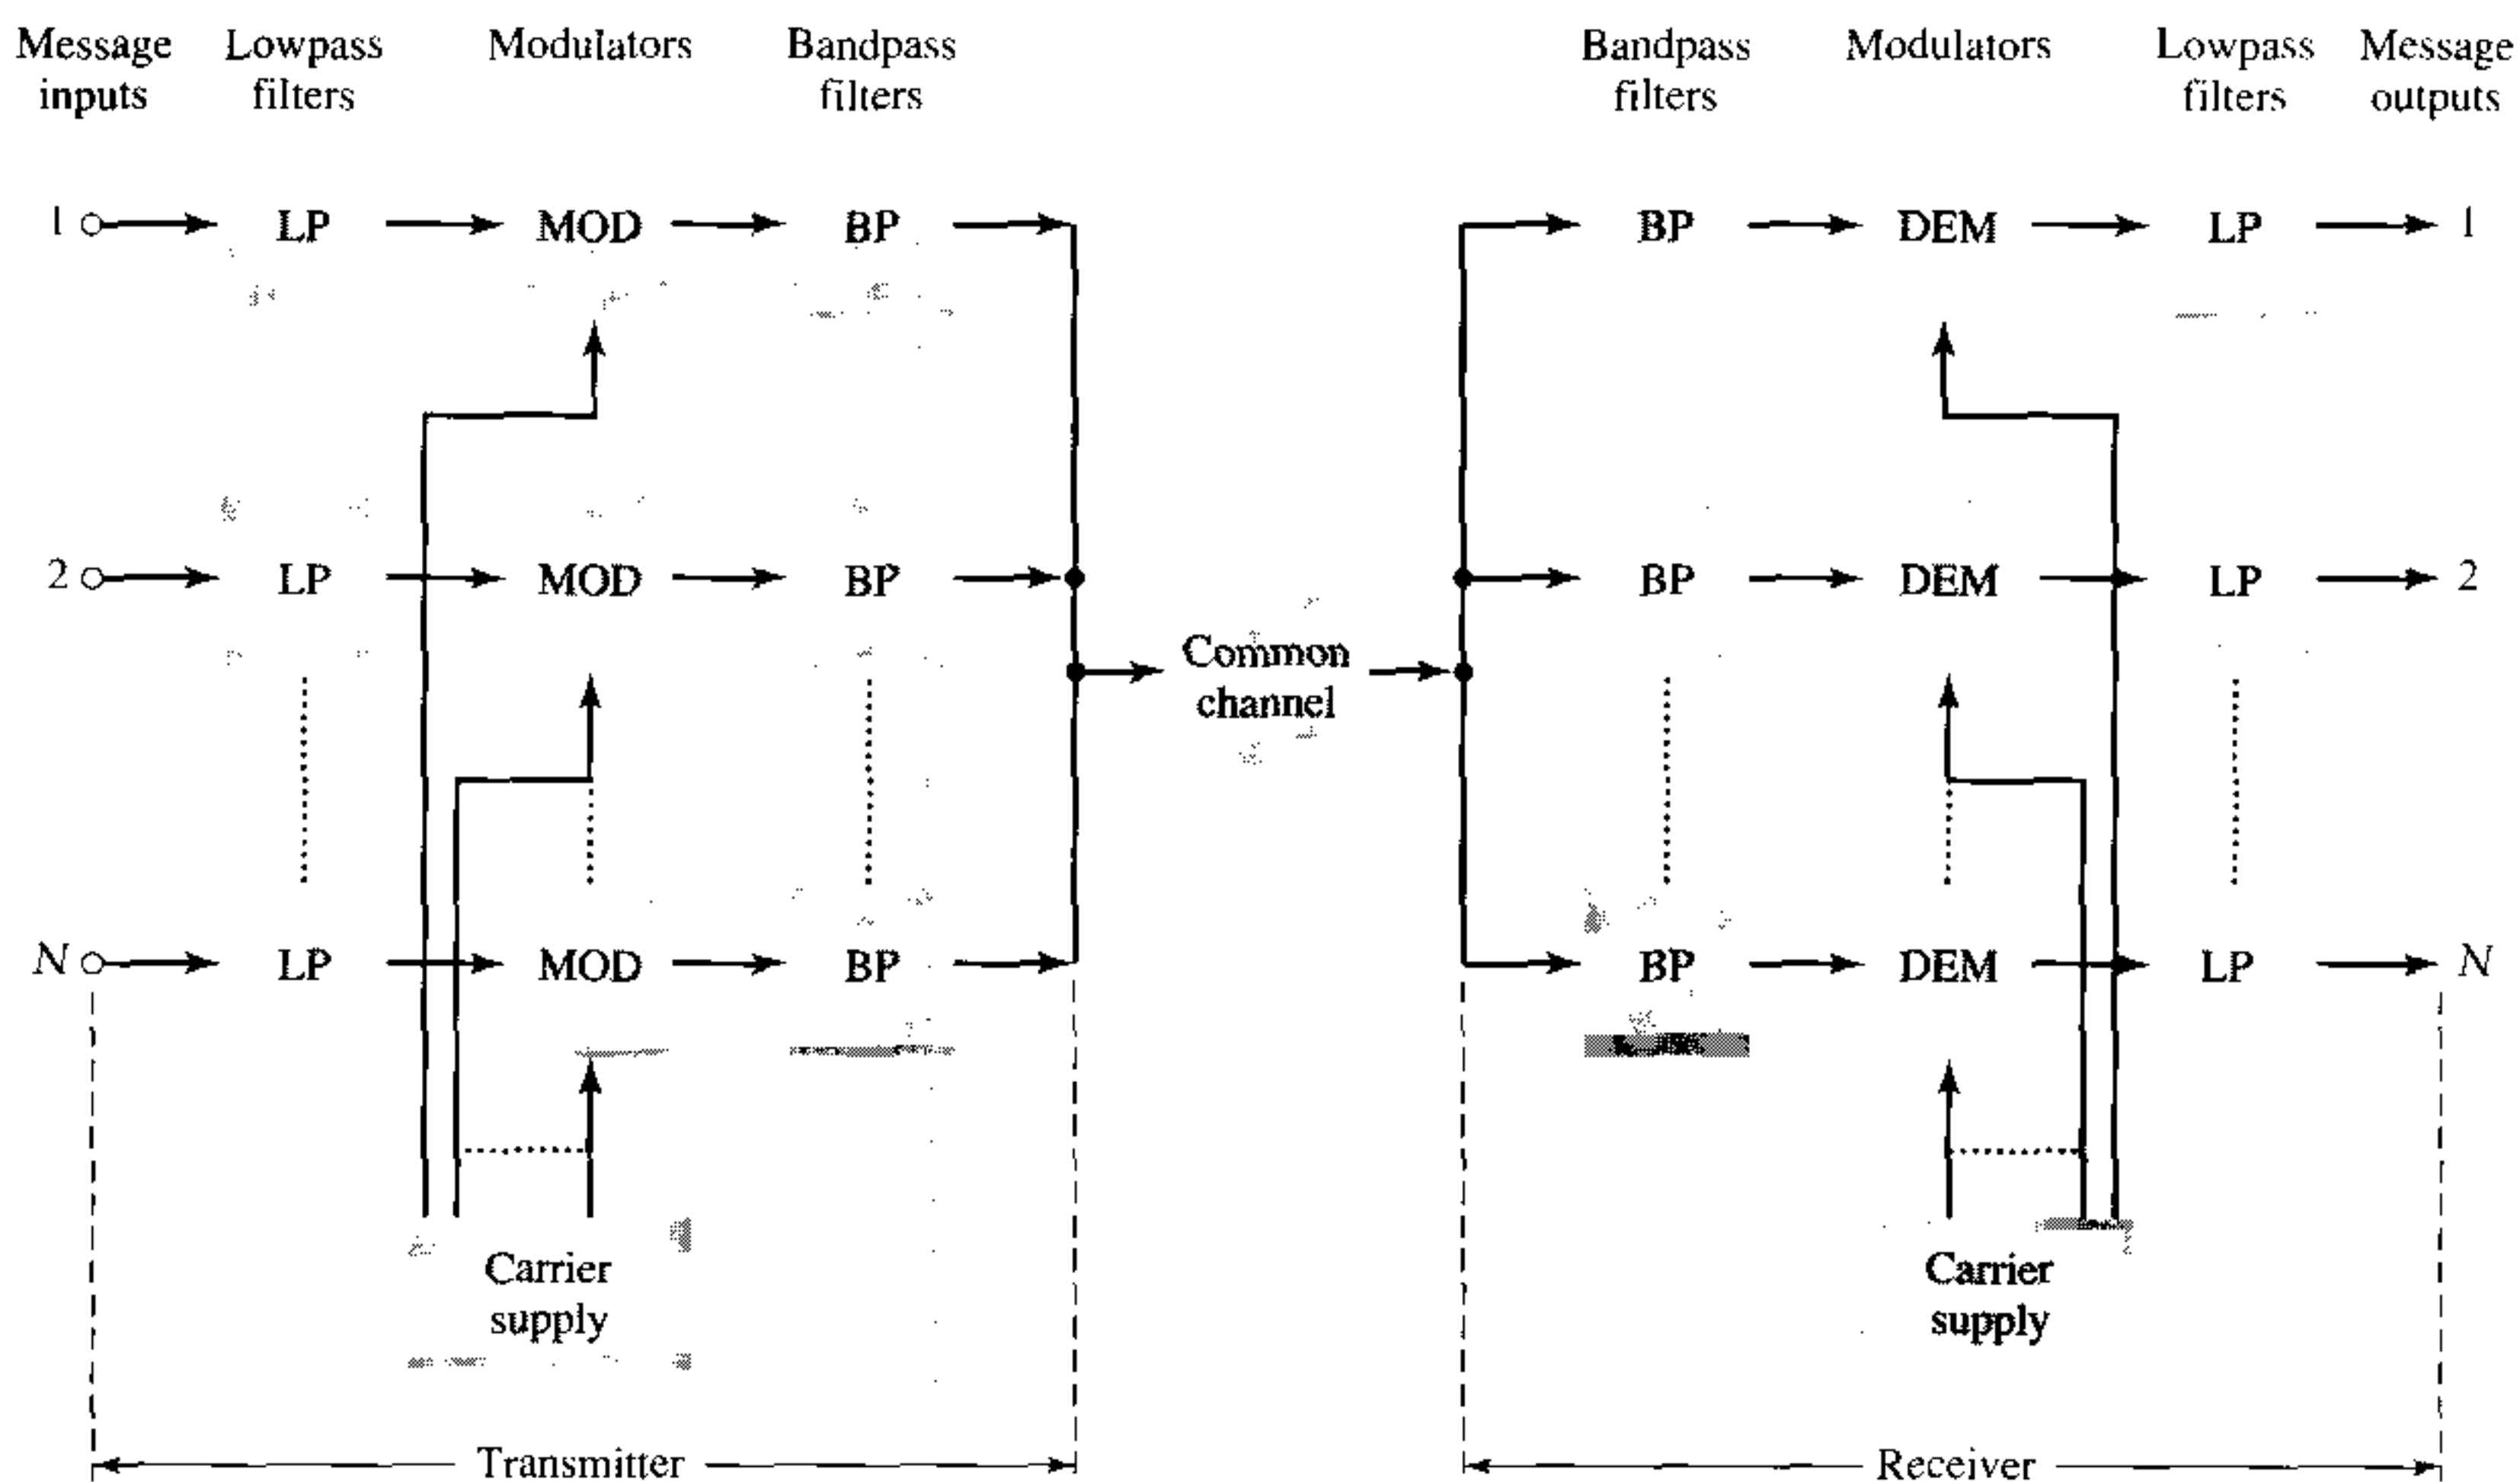 Message inputs
Lowpass filters
Modulators
Bandpass filters
Bandpass filters
Modulators
Lowpass filters
Message outputs
1 LP MOD BP BP DEM LP 1
2 LP MOD BP BP DEM LP 2
Common channel
N LP MOD BP BP DEM LP N
Carrier supply
Carrier supply
Transmitter
Receiver